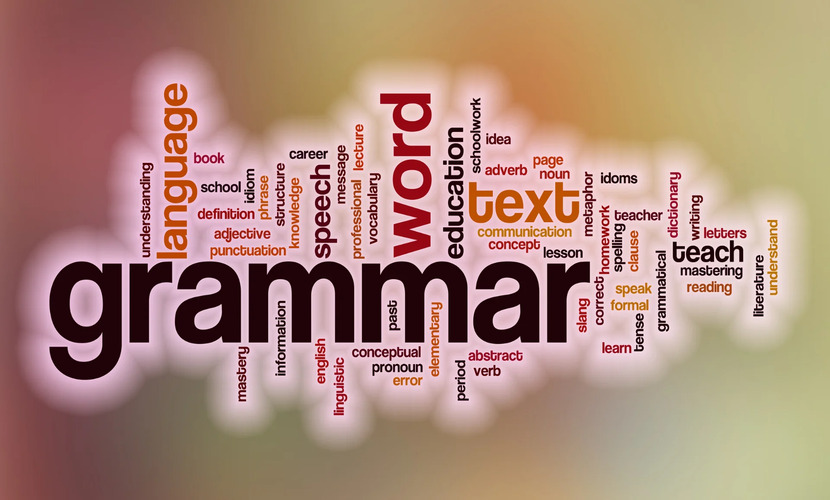 language
understanding
book
school
idiom
phrase
structure
career
message
lecture
definition
knowledge
speech
professional
vocabulary
adjective
punctuation
word
education
schoolwork
idea
adverb
page
noun
text
metaphor
idoms
communication
concept
lesson
teacher
homework
spelling
clause
dictionary
writing
letters
teach
mastering
reading
literature
understand
grammar
slang
correct
speak
formal
tense
grammatical
learn
mastery
information
english
linguistic
past
elementary
conceptual
pronoun
error
period
abstract
verb